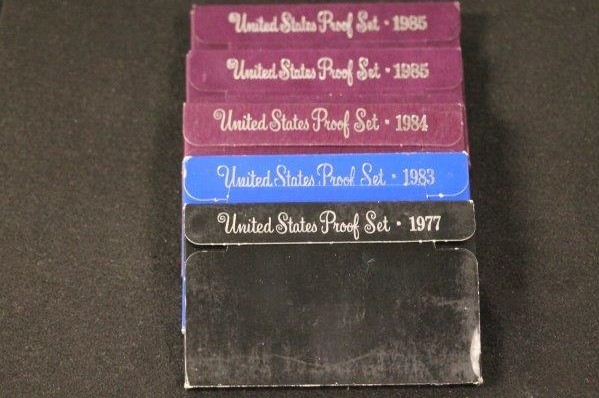 United States Proof Set • 1985
United States Proof Set • 1985
United States Proof Set • 1984
United States Proof Set • 1983
United States Proof Set • 1977